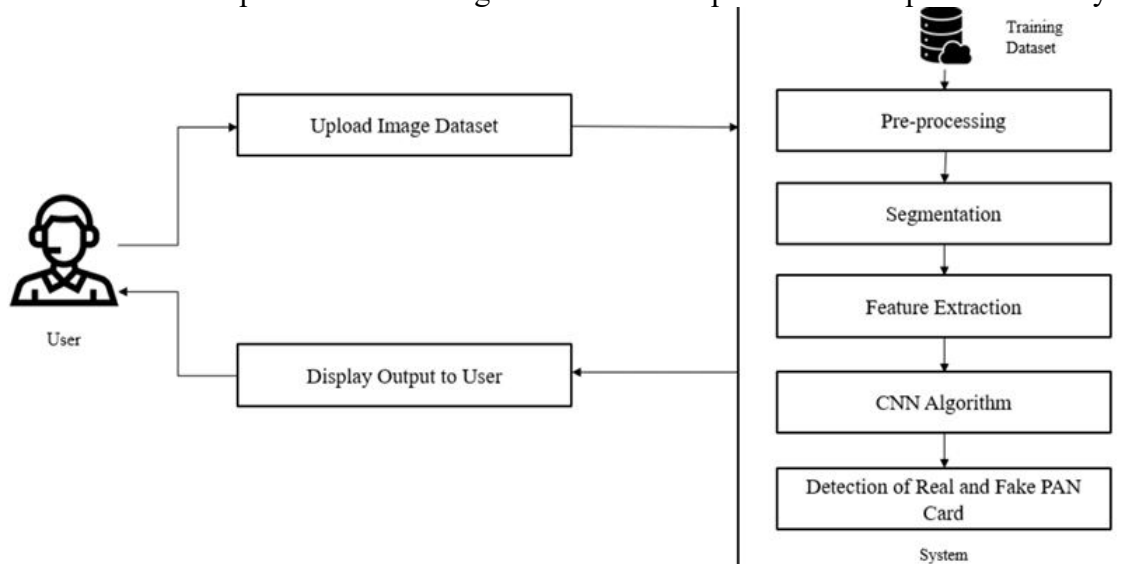 Training
Dataset
Upload Image Dataset
Pre-processing
Segmentation
User
Feature Extraction
Display Output to User
CNN Algorithm
Detection of Real and Fake PAN
Card
System